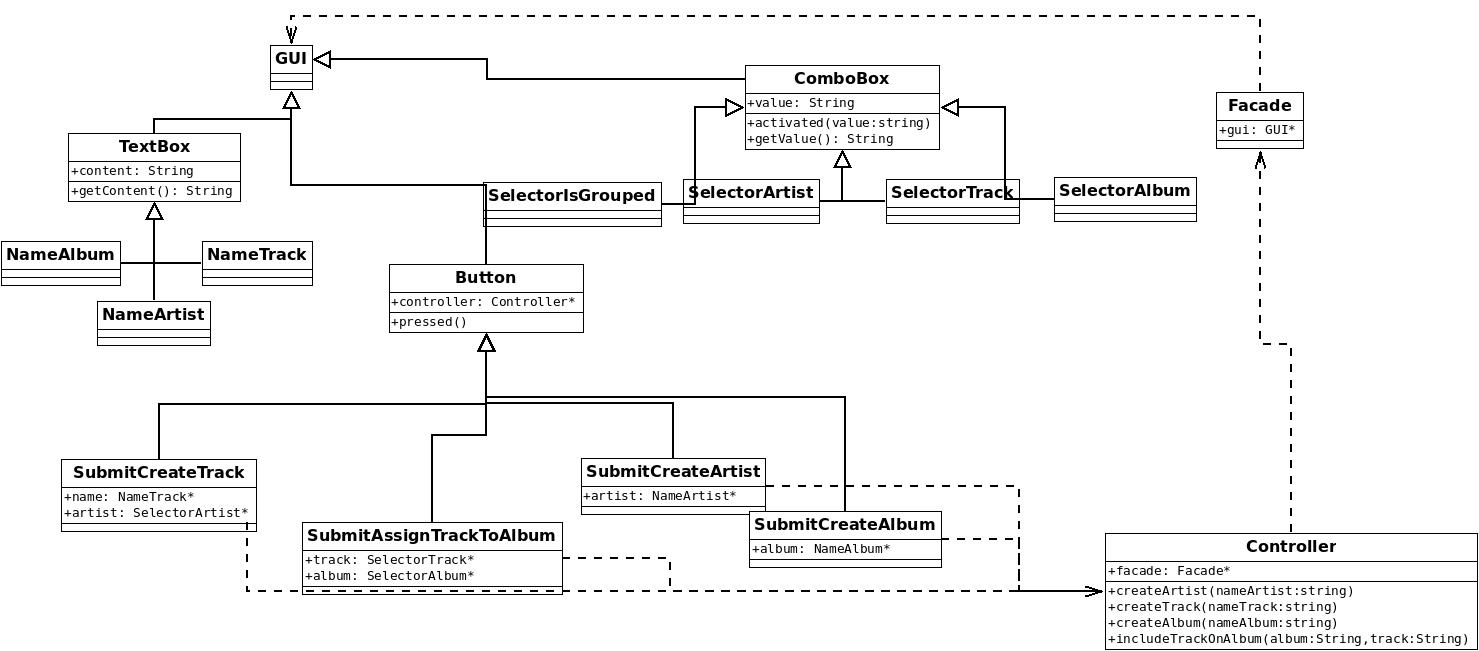 GUI
ComboBox
+value: String
+activated(value:string)
+getValue(): String
Facade
+gui: GUI*
TextBox
+content: String
+getContent(): String
SelectorIsGrouped
SelectorArtist
SelectorTrack
SelectorAlbum
NameAlbum
NameTrack
NameArtist
Button
+controller: Controller*
+pressed()
SubmitCreateTrack
+name: NameTrack*
+artist: SelectorArtist*
SubmitAssignTrackToAlbum
+track: SelectorTrack*
+album: SelectorAlbum*
SubmitCreateArtist
+artist: NameArtist*
SubmitCreateAlbum
+album: NameAlbum*
Controller
+facade: Facade*
+createArtist(nameArtist:string)
+createTrack(nameTrack:string)
+createAlbum(nameAlbum:string)
+includeTrackOnAlbum(album:String,track:String)